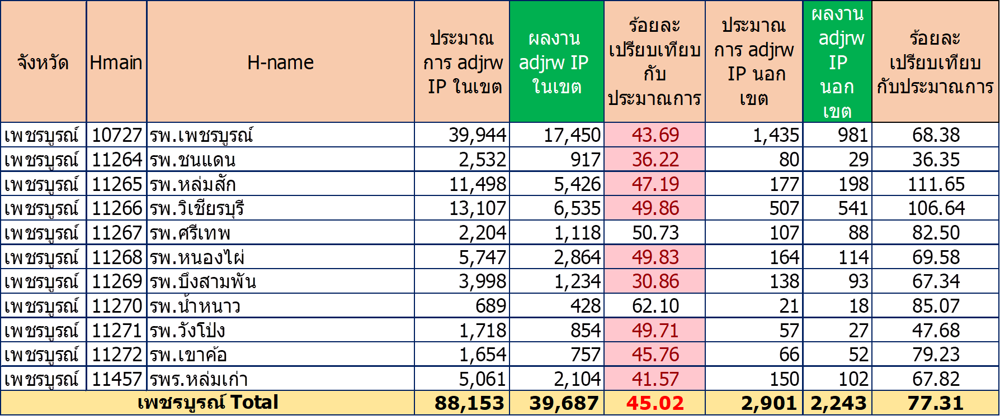 จังหวัด Hmain H-name ประมาณการ adjrw IP ในเขต ผลงาน adjrw IP ในเขต ร้อยละเปรียบเทียบกับประมาณการ ประมาณการ adjrw IP นอกเขต ผลงาน adjrw IP นอกเขต ร้อยละเปรียบเทียบกับประมาณการ
เพชรบูรณ์ 10727 รพ.เพชรบูรณ์ 39,944 17,450 43.69 1,435 981 68.38
เพชรบูรณ์ 11264 รพ.ชนแดน 2,532 917 36.22 80 29 36.35
เพชรบูรณ์ 11265 รพ.หล่มสัก 11,498 5,426 47.19 177 198 111.65
เพชรบูรณ์ 11266 รพ.วิเชียรบุรี 13,107 6,535 49.86 507 541 106.64
เพชรบูรณ์ 11267 รพ.ศรีเทพ 2,204 1,118 50.73 107 88 82.50
เพชรบูรณ์ 11268 รพ.หนองไผ่ 5,747 2,864 49.83 164 114 69.58
เพชรบูรณ์ 11269 รพ.บึงสามพัน 3,998 1,234 30.86 138 93 67.34
เพชรบูรณ์ 11270 รพ.น้ำหนาว 689 428 62.10 21 18 85.07
เพชรบูรณ์ 11271 รพ.วังโป่ง 1,718 854 49.71 57 27 47.68
เพชรบูรณ์ 11272 รพ.เขาค้อ 1,654 757 45.76 66 52 79.23
เพชรบูรณ์ 11457 รพร.หล่มเก่า 5,061 2,104 41.57 150 102 67.82
เพชรบูรณ์ Total 88,153 39,687 45.02 2,901 2,243 77.31